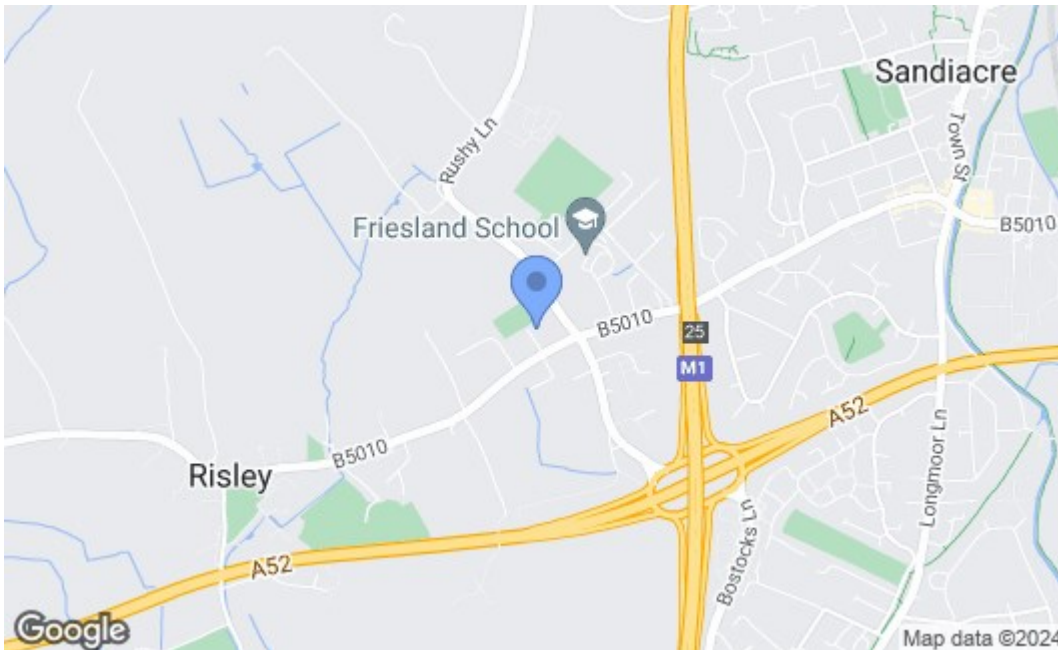 Sandiacre
Rushy Ln
Town St
Friesland School
B5010
B5010
25
M1
A52
Longmoor Ln
B5010
Risley
Bostocks Ln
A52
Google
Map data ©2024